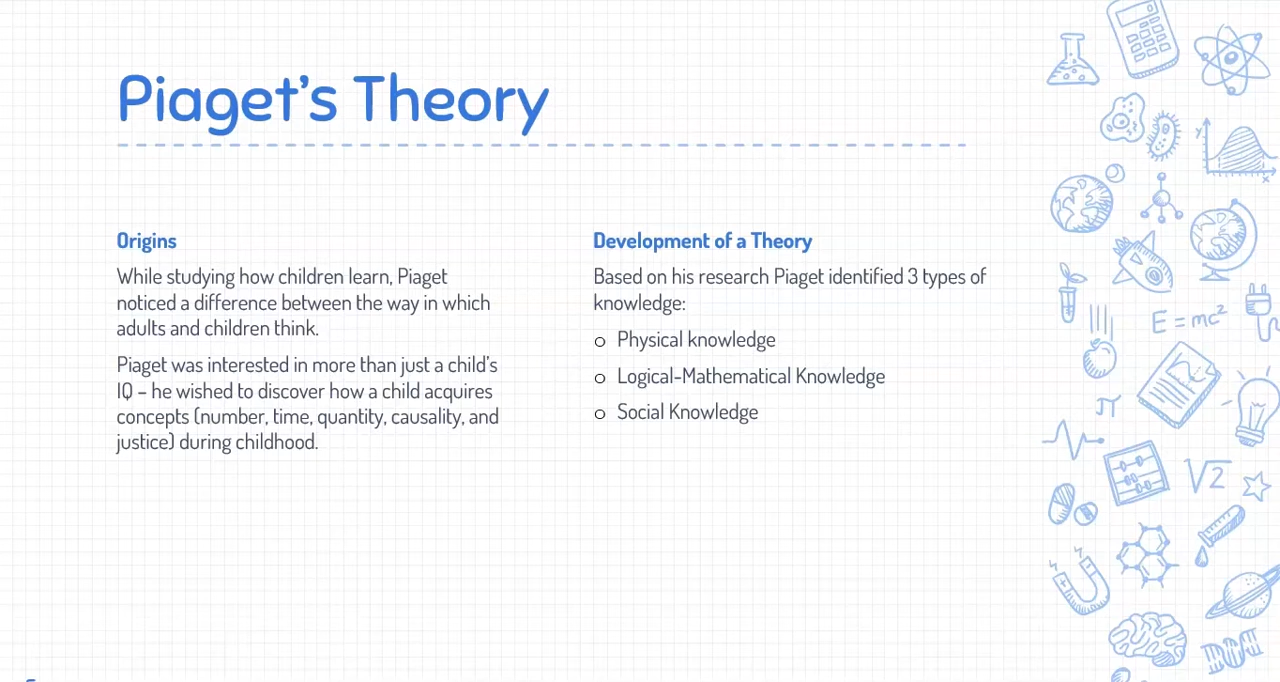 Piaget's Theory
Origins
While studying how children learn, Piaget
noticed a difference between the way in which
adults and children think.
Piaget was interested in more than just a child's
IQ – he wished to discover how a child acquires
concepts (number, time, quantity, causality, and
justice) during childhood.
Development of a Theory
Based on his research Piaget identified 3 types of
knowledge:
o Physical knowledge
o Logical-Mathematical Knowledge
o Social Knowledge
y
x
E = mc²
π
√2